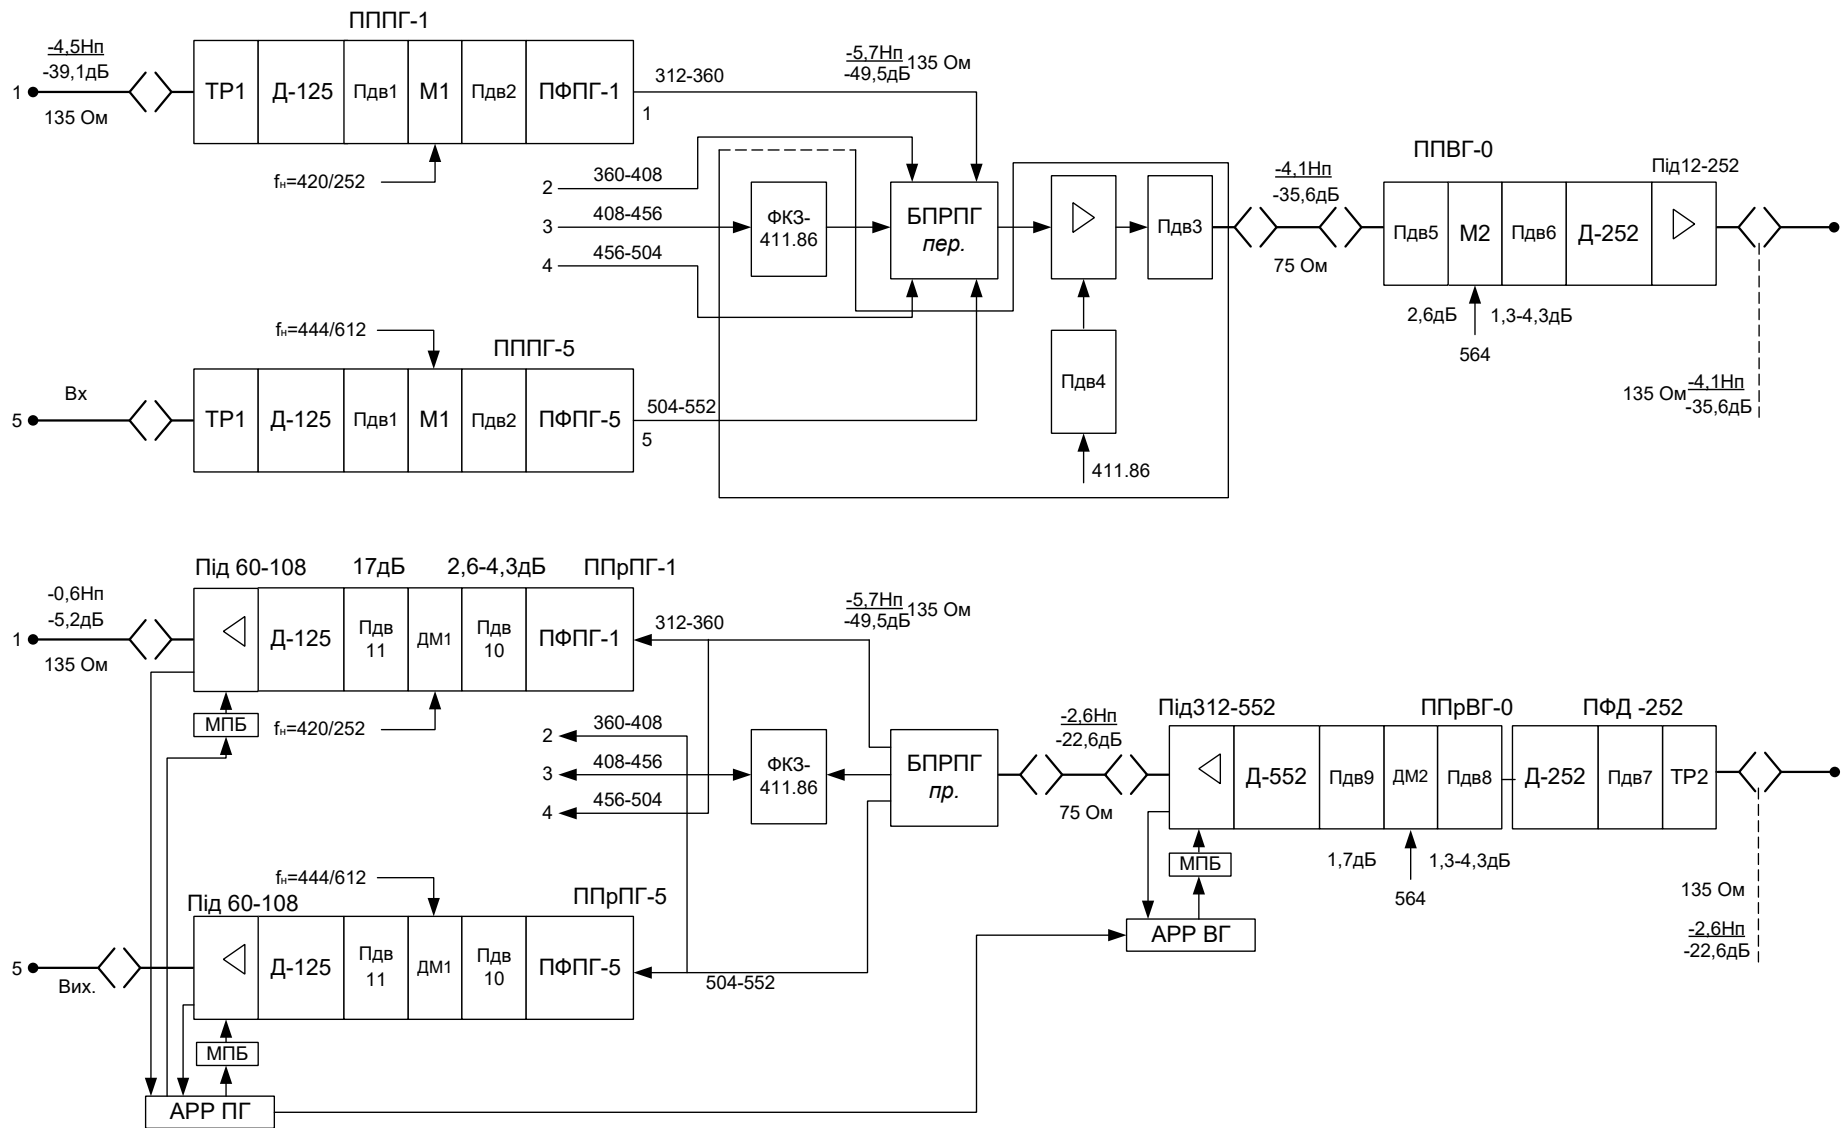 ПППГ-1
-4,5Нп
-39,1дБ
1
135 Ом
ТР1
Д-125
Пдв1
М1
Пдв2
ПФПГ-1
312-360
1
-5,7Нп
-49,5дБ
135 Ом
fн=420/252
2
360-408
3
408-456
4
456-504
ФКЗ-
411.86
БПРПГ
пер.
Пдв3
Пдв4
411.86
-4,1Нп
-35,6дБ
75 Ом
ППВГ-0
Під12-252
Пдв5
М2
Пдв6
Д-252
2,6дБ
1,3-4,3дБ
564
135 Ом
-4,1Нп
-35,6дБ
fн=444/612
ПППГ-5
Вх
5
ТР1
Д-125
Пдв1
М1
Пдв2
ПФПГ-5
504-552
5
Під 60-108
17дБ
2,6-4,3дБ
ППрПГ-1
-0,6Нп
-5,2дБ
1
135 Ом
Д-125
Пдв
11
ДМ1
Пдв
10
ПФПГ-1
312-360
-5,7Нп
-49,5дБ
135 Ом
МПБ
fн=420/252
2
360-408
3
408-456
4
456-504
ФКЗ-
411.86
БПРПГ
пр.
-2,6Нп
-22,6дБ
75 Ом
Під312-552
ППрВГ-0
ПФД -252
Д-552
Пдв9
ДМ2
Пдв8
Д-252
Пдв7
ТР2
МПБ
1,7дБ
1,3-4,3дБ
564
АРР ВГ
135 Ом
-2,6Нп
-22,6дБ
fн=444/612
Під 60-108
ППрПГ-5
5
Вих.
Д-125
Пдв
11
ДМ1
Пдв
10
ПФПГ-5
504-552
МПБ
АРР ПГ